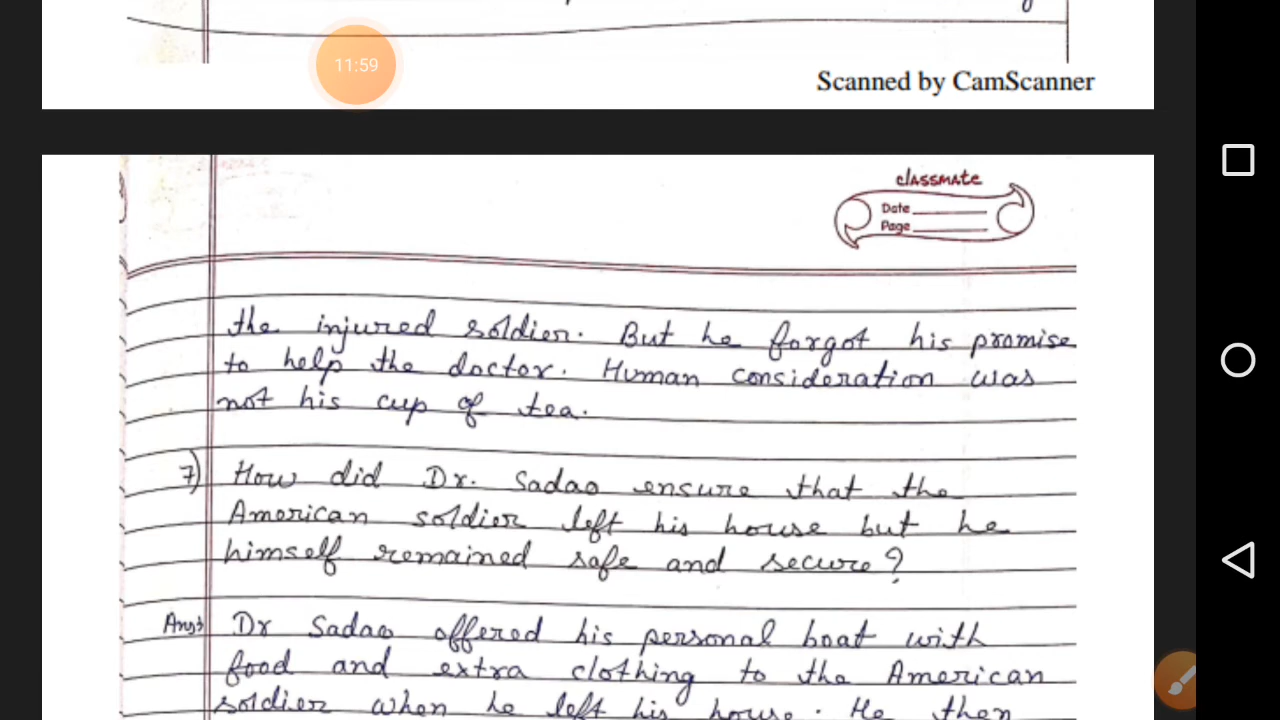 11:59
Scanned by CamScanner
classmate
Date
Page
the injured soldier. But he forgot his promise
to help the doctor. Human consideration was
not his cup of tea.
7) How did Dr. Sadao ensure that the
American soldier left his house but he
himself remained safe and secure?
Ans: Dr Sadao offered his personal boat with
food and extra clothing to the American
soldier when he left his house. He then